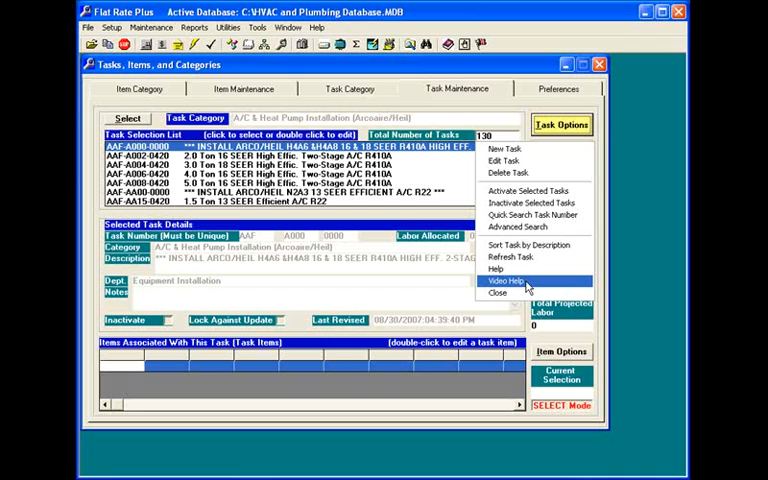 Flat Rate Plus Active Database: C:\HVAC and Plumbing Database.MDB
File Setup Maintenance Reports Utilities Tools Window Help
Tasks, Items, and Categories
Item Category Item Maintenance Task Category Task Maintenance Preferences
Select Task Category A/C & Heat Pump Installation (Arcoaire/Heil) Task Options
Task Selection List (click to select or double click to edit) Total Number of Tasks 130
AAF-A000-0000 *** INSTALL ARCO/HEIL H4A6 &H4A8 16 & 18 SEER R410A HIGH EFF.
AAF-A002-0420 2.0 Ton 16 SEER High Effic. Two-Stage A/C R410A
AAF-A004-0420 3.0 Ton 18 SEER High Effic. Two-Stage A/C R410A
AAF-A006-0420 4.0 Ton 18 SEER High Effic. Two-Stage A/C R410A
AAF-A008-0420 5.0 Ton 18 SEER High Effic. Two-Stage A/C R410A
AAF-AA00-0000 *** INSTALL ARCO/HEIL N2A3 13 SEER EFFICIENT A/C R22 ***
AAF-AA15-0420 1.5 Ton 13 SEER Efficient A/C R22
New Task
Edit Task
Delete Task
Activate Selected Tasks
Inactivate Selected Tasks
Quick Search Task Number
Advanced Search
Sort Task by Description
Refresh Task
Help
Video Help
Close
Selected Task Details
Task Number (Must be Unique) AAF A000 0000 Labor Allocated
Category A/C & Heat Pump Installation (Arcoaire/Heil)
Description *** INSTALL ARCO/HEIL H4A6 &H4A8 16 & 18 SEER R410A HIGH EFF. 2-STAG
Dept. Equipment Installation
Notes
Total Projected Labor
0
Inactivate Lock Against Update Last Revised 08/30/2007:04:39:40 PM
Items Associated With This Task (Task Items) (double-click to edit a task item)
Item Options
Current Selection
SELECT Mode